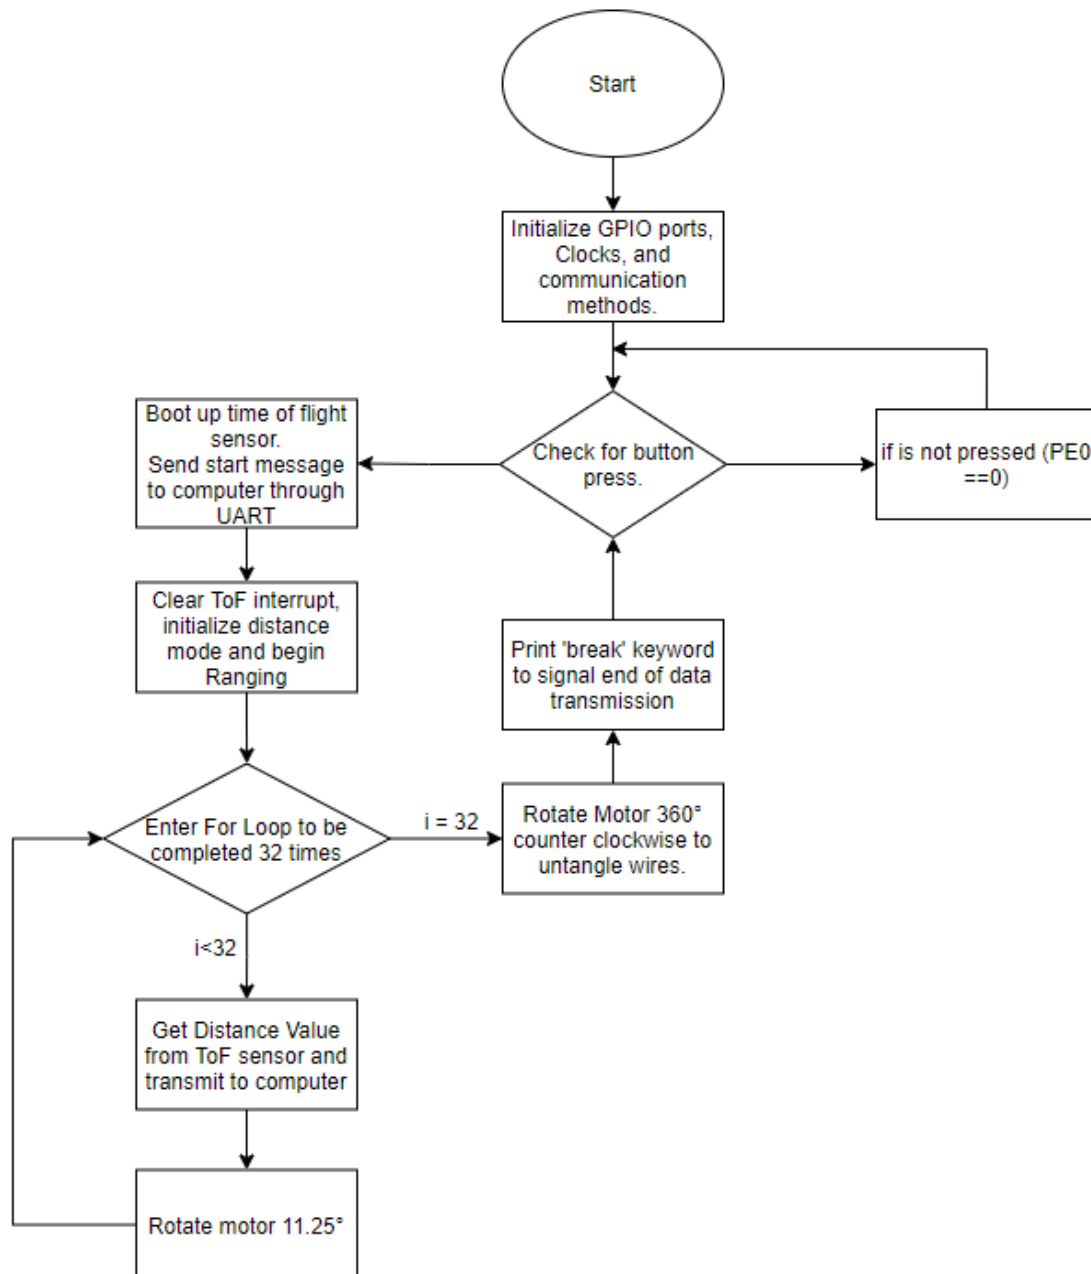 Start
Initialize GPIO ports,
Clocks, and
communication
methods.
Check for button
press.
if is not pressed (PE0
==0)
Boot up time of flight
sensor.
Send start message
to computer through
UART
Clear ToF interrupt,
initialize distance
mode and begin
Ranging
Print 'break' keyword
to signal end of data
transmission
Enter For Loop to be
completed 32 times
i = 32
Rotate Motor 360°
counter clockwise to
untangle wires.
i<32
Get Distance Value
from ToF sensor and
transmit to computer
Rotate motor 11.25°